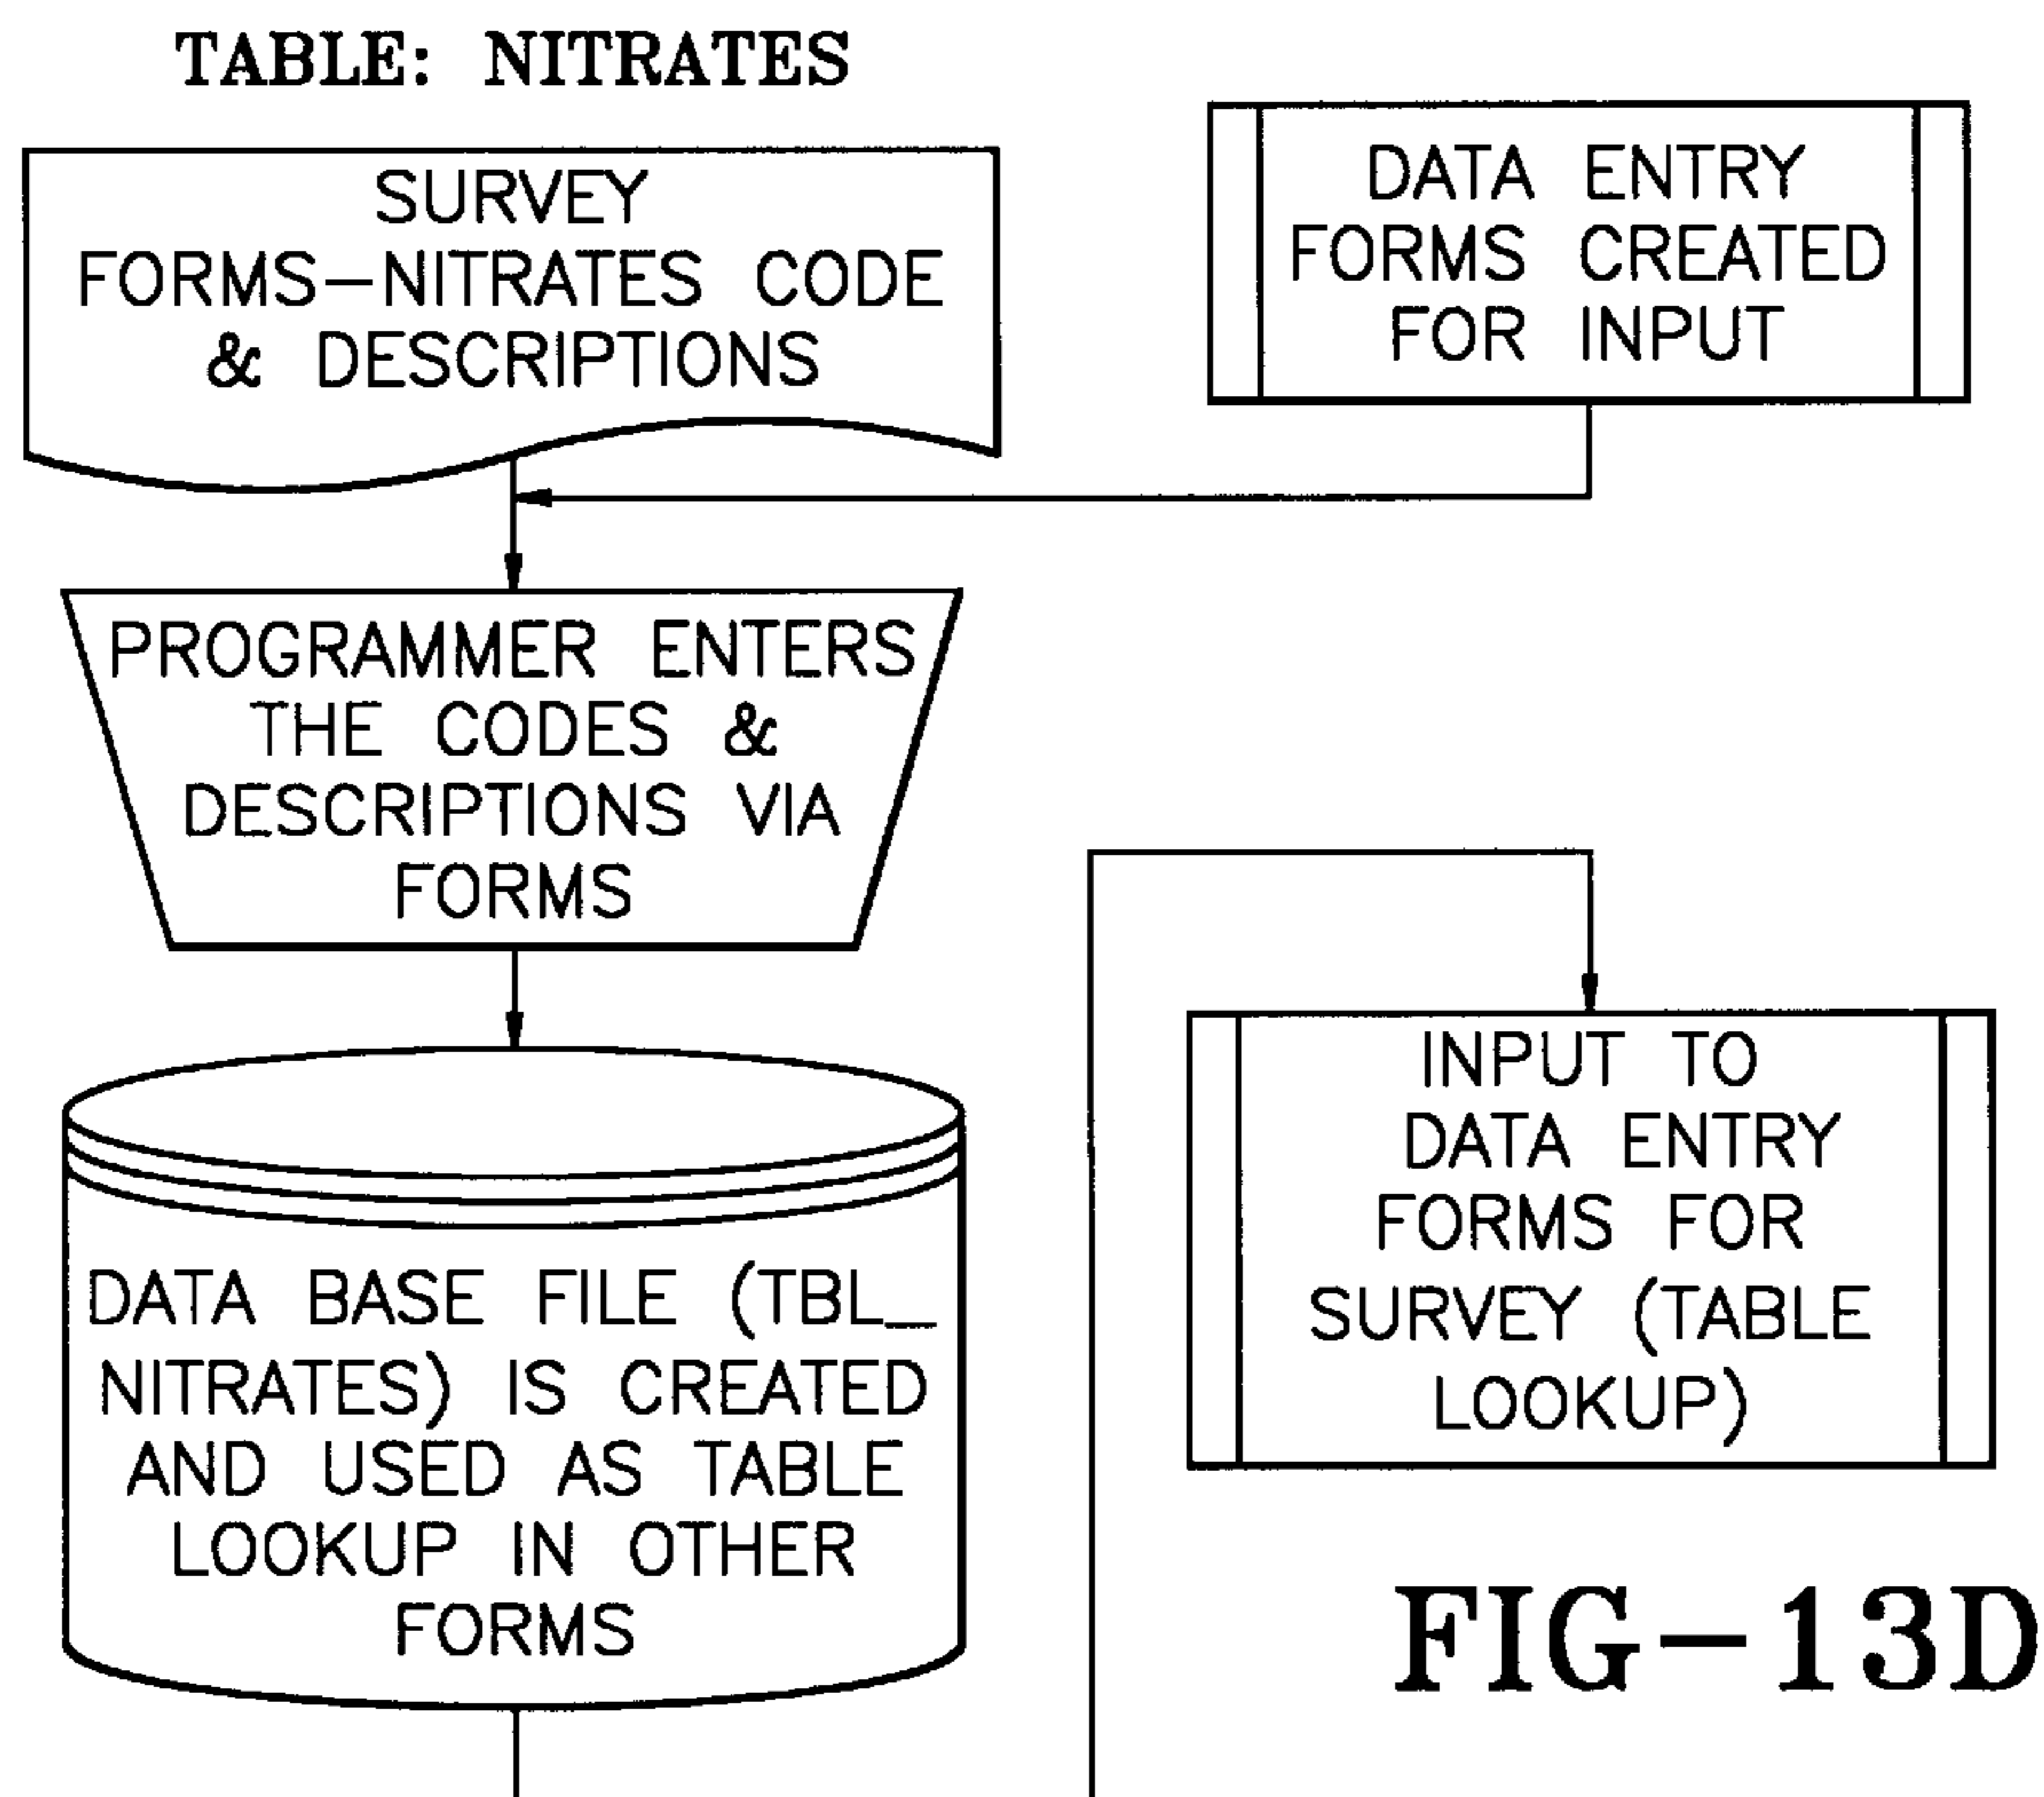 TABLE: NITRATES
SURVEY
FORMS-NITRATES CODE
& DESCRIPTIONS
DATA ENTRY
FORMS CREATED
FOR INPUT
PROGRAMMER ENTERS
THE CODES &
DESCRIPTIONS VIA
FORMS
DATA BASE FILE (TBL_
NITRATES) IS CREATED
AND USED AS TABLE
LOOKUP IN OTHER
FORMS
INPUT TO
DATA ENTRY
FORMS FOR
SURVEY (TABLE
LOOKUP)
FIG-13D